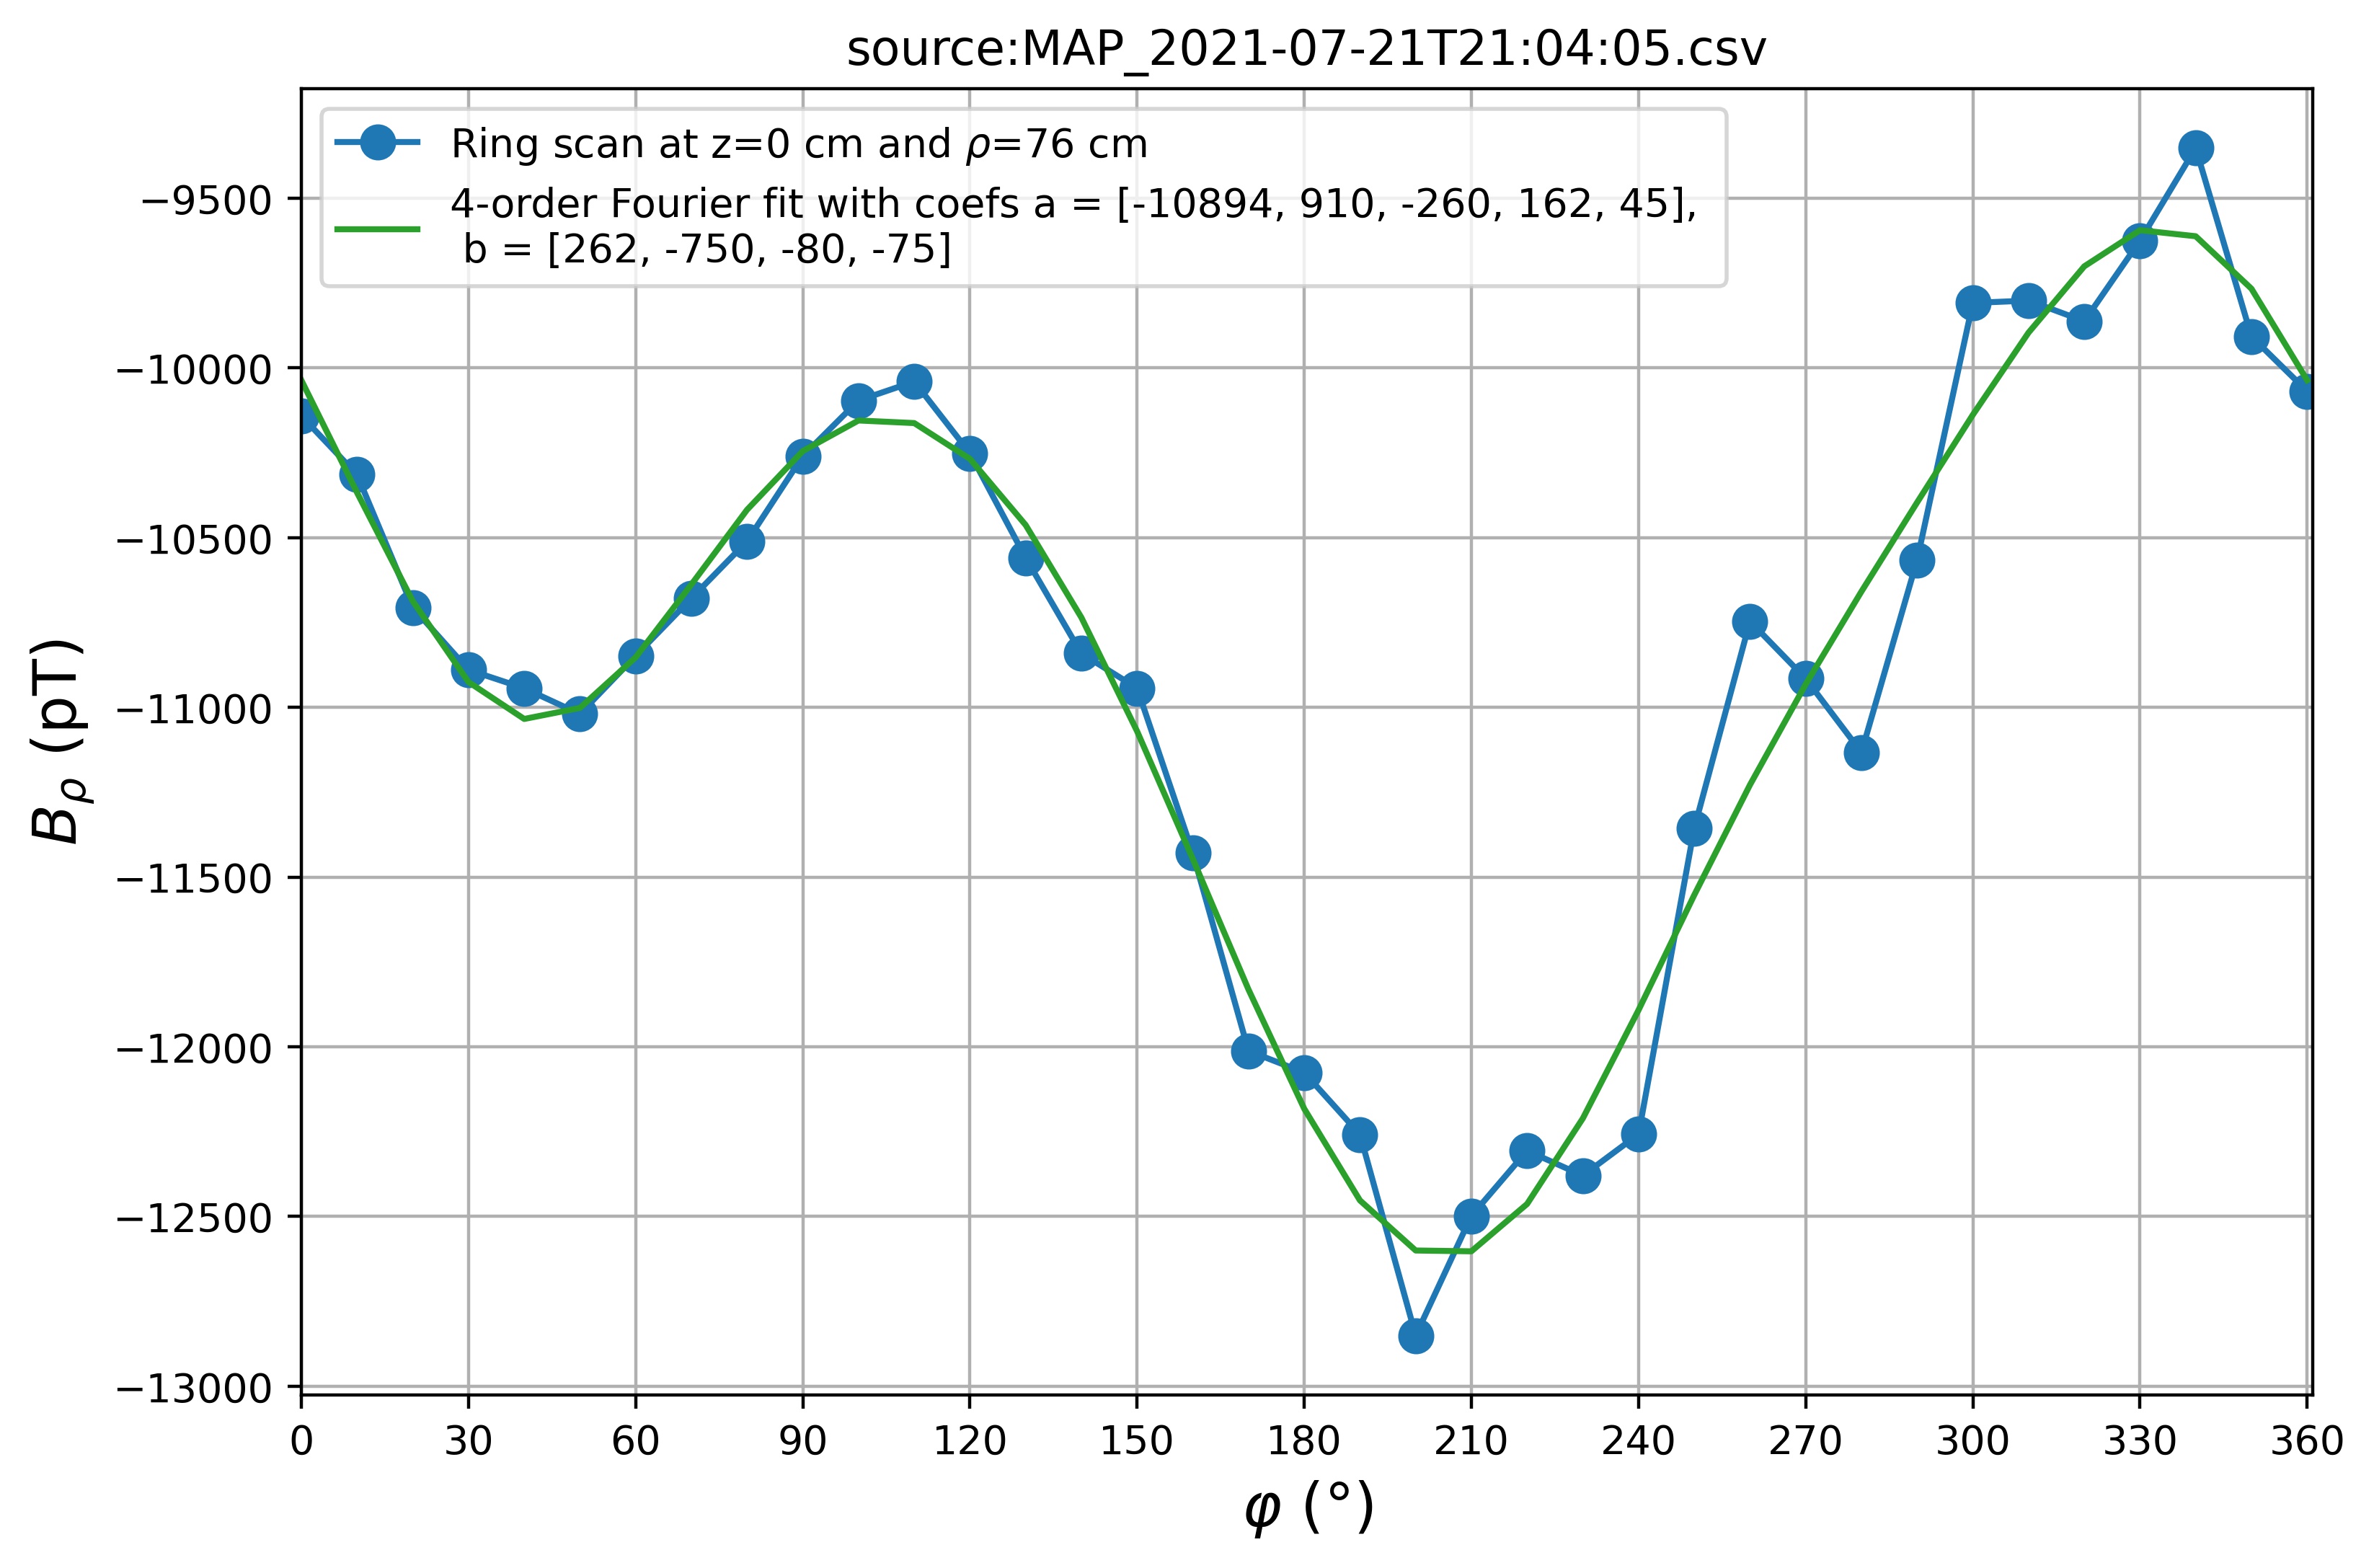 source:MAP_2021-07-21T21:04:05.csv
Ring scan at z=0 cm and ρ=76 cm
4-order Fourier fit with coefs a = [-10894, 910, -260, 162, 45],
b = [262, -750, -80, -75]
−9500
−10000
−10500
−11000
−11500
−12000
−12500
−13000
B_ρ (pT)
0 30 60 90 120 150 180 210 240 270 300 330 360
φ (°)